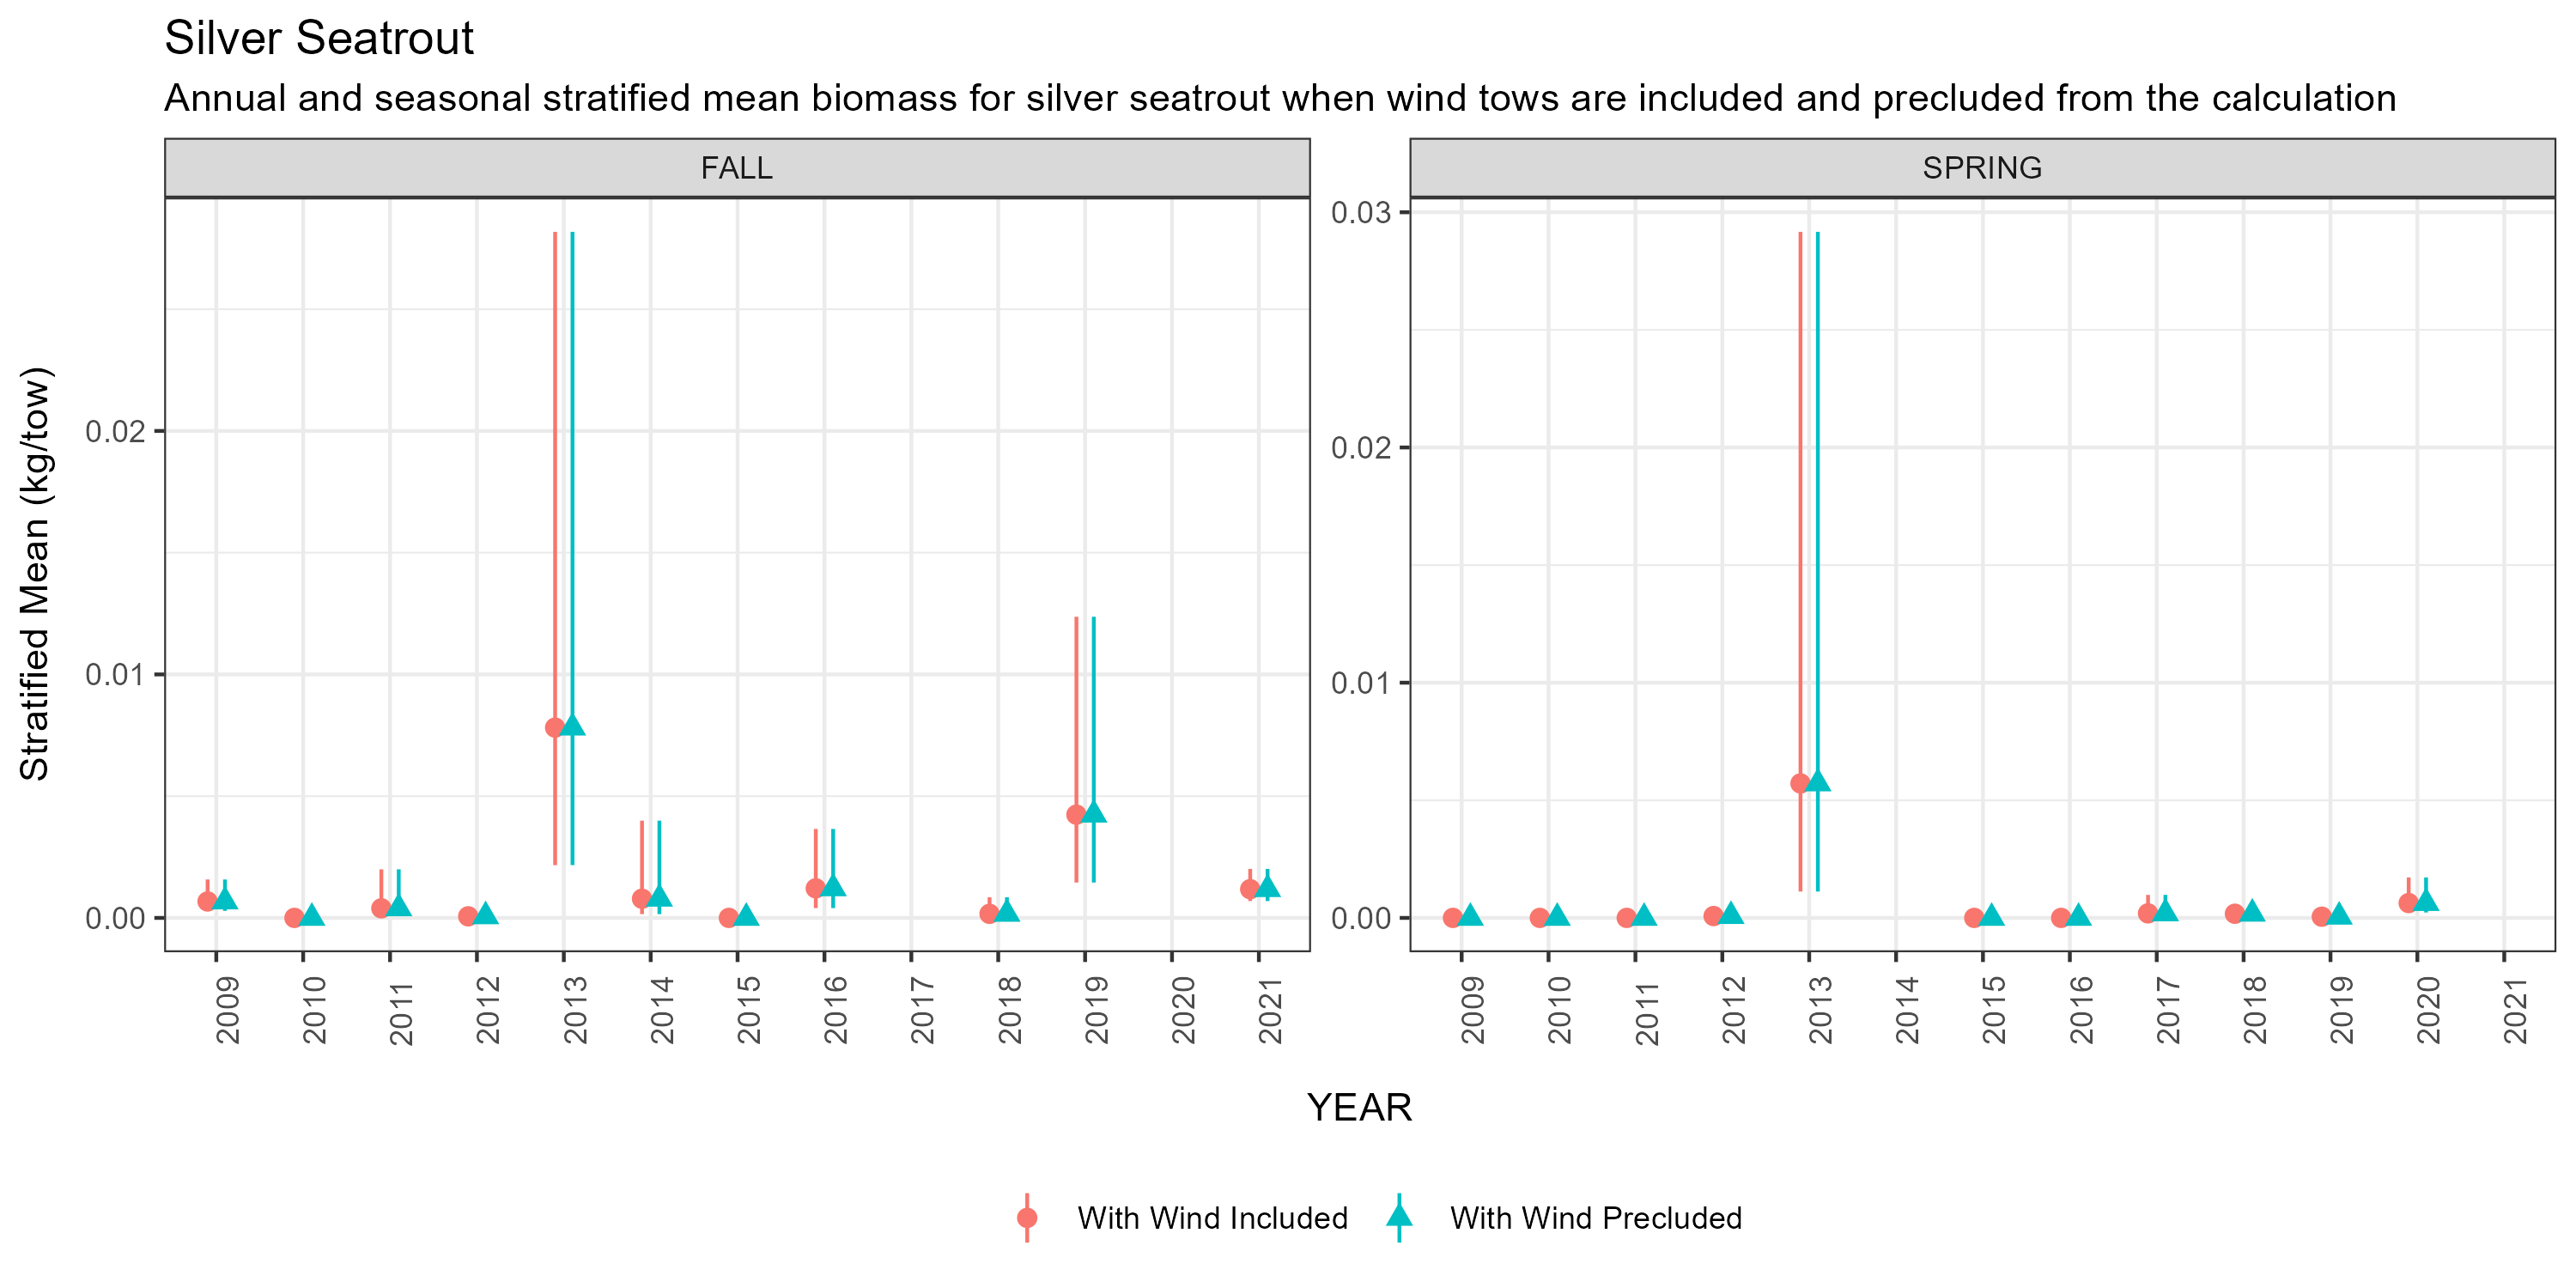 Silver Seatrout
Annual and seasonal stratified mean biomass for silver seatrout when wind tows are included and precluded from the calculation
FALL
SPRING
Stratified Mean (kg/tow)
0.02
0.01
0.00
0.03
0.02
0.01
0.00
2009 2010 2011 2012 2013 2014 2015 2016 2017 2018 2019 2020 2021
2009 2010 2011 2012 2013 2014 2015 2016 2017 2018 2019 2020 2021
YEAR
With Wind Included With Wind Precluded